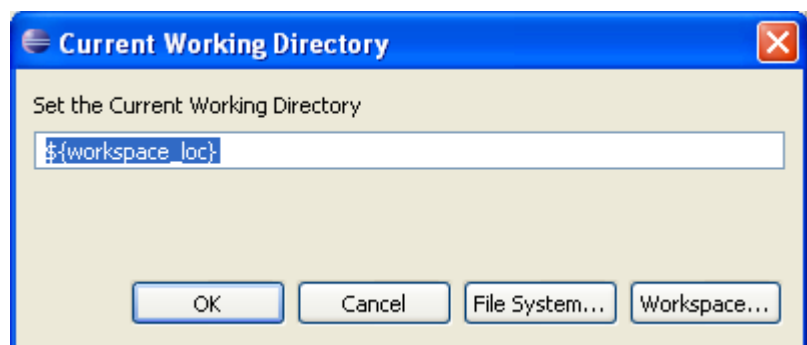 Current Working Directory
Set the Current Working Directory
${workspace_loc}
OK Cancel File System... Workspace...